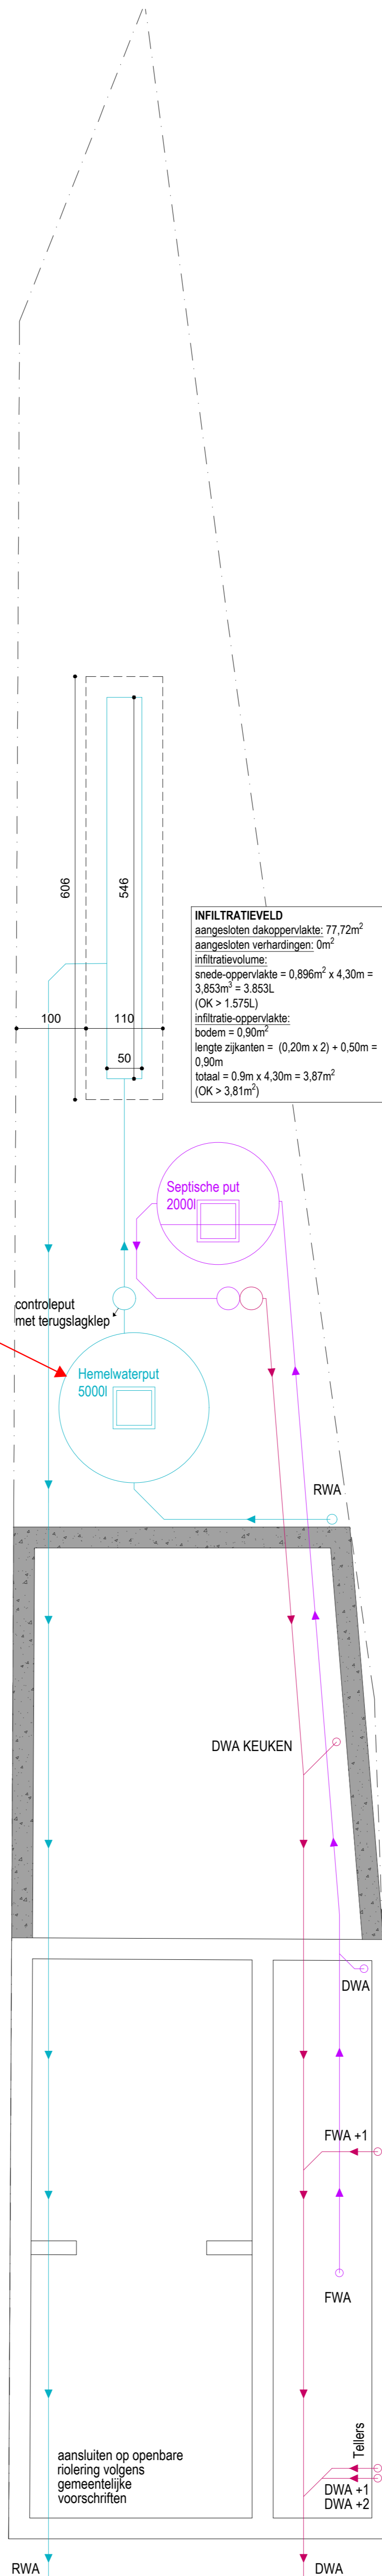 606
546
INFILTRATIEVELD
aangesloten dakoppervlakte: 77,72m²
aangesloten verhardingen: 0m²
infiltratievolume:
snede-oppervlakte = 0,896m² x 4,30m =
3,853m³ = 3.853L
(OK > 1.575L)
infiltratie-oppervlakte:
bodem = 0,90m²
lengte zijkanten = (0,20m x 2) + 0,50m =
0,90m
totaal = 0.9m x 4,30m = 3,87m²
(OK > 3,81m²)
100
110
50
Septische put
2000l
controleput
met terugslagklep
Hemelwaterput
5000l
RWA
DWA KEUKEN
DWA
FWA +1
FWA
Tellers
aansluiten op openbare
riolering volgens
gemeentelijke
voorschriften
DWA +1
DWA +2
RWA
DWA